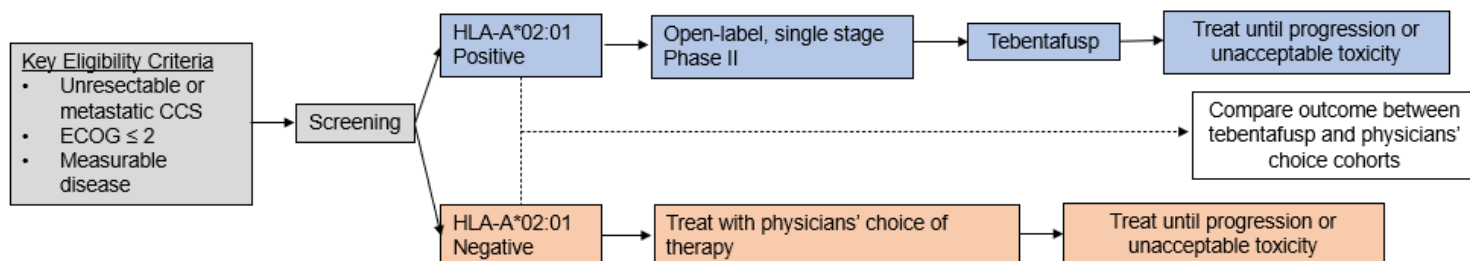 Key Eligibility Criteria
• Unresectable or
metastatic CCS
• ECOG ≤ 2
• Measurable
disease
Screening
HLA-A*02:01
Positive
Open-label, single stage
Phase II
Tebentafusp
Treat until progression or
unacceptable toxicity
Compare outcome between
tebentafusp and physicians’
choice cohorts
HLA-A*02:01
Negative
Treat with physicians’ choice of
therapy
Treat until progression or
unacceptable toxicity